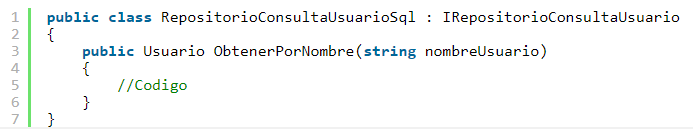 1 public class RepositorioConsultaUsuarioSql : IRepositorioConsultaUsuario
2 {
3     public Usuario ObtenerPorNombre(string nombreUsuario)
4     {
5         //Codigo
6     }
7 }